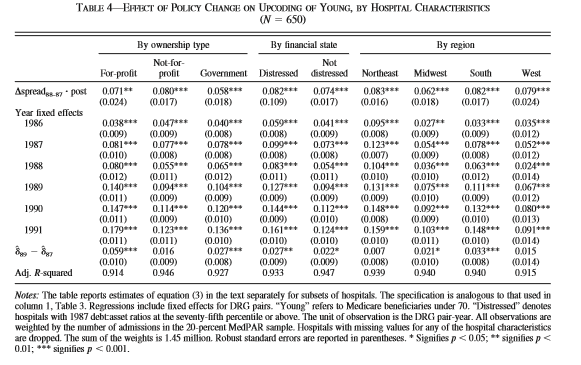 TABLE 4—EFFECT OF POLICY CHANGE ON UPCODING OF YOUNG, BY HOSPITAL CHARACTERISTICS
(N = 650)
By ownership type By financial state By region
For-profit Not-for-profit Government Distressed Not distressed Northeast Midwest South West
Δspread88–87 · post 0.071** 0.080*** 0.058*** 0.082*** 0.074*** 0.083*** 0.062*** 0.082*** 0.079***
(0.024) (0.017) (0.018) (0.109) (0.017) (0.016) (0.018) (0.017) (0.024)
Year fixed effects
1986 0.038*** 0.047*** 0.040*** 0.059*** 0.041*** 0.095*** 0.027** 0.033*** 0.035***
(0.009) (0.009) (0.008) (0.008) (0.009) (0.008) (0.009) (0.009) (0.012)
1987 0.081*** 0.077*** 0.078*** 0.099*** 0.073*** 0.123*** 0.054*** 0.078*** 0.052***
(0.010) (0.008) (0.008) (0.008) (0.008) (0.007) (0.009) (0.008) (0.012)
1988 0.080*** 0.055*** 0.065*** 0.083*** 0.054*** 0.104*** 0.036*** 0.063*** 0.024***
(0.012) (0.011) (0.011) (0.011) (0.011) (0.010) (0.010) (0.012) (0.014)
1989 0.140*** 0.094*** 0.104*** 0.127*** 0.094*** 0.131*** 0.075*** 0.111*** 0.067***
(0.011) (0.009) (0.009) (0.010) (0.009) (0.009) (0.009) (0.009) (0.012)
1990 0.147*** 0.114*** 0.120*** 0.144*** 0.112*** 0.148*** 0.092*** 0.132*** 0.080***
(0.011) (0.009) (0.010) (0.009) (0.010) (0.008) (0.009) (0.010) (0.013)
1991 0.179*** 0.123*** 0.136*** 0.161*** 0.124*** 0.159*** 0.103*** 0.148*** 0.091***
(0.011) (0.011) (0.010) (0.010) (0.010) (0.010) (0.011) (0.010) (0.014)
δ̂89 − δ̂87 0.059*** 0.016 0.027*** 0.027** 0.022* 0.007 0.021* 0.033*** 0.015
(0.010) (0.009) (0.008) (0.009) (0.009) (0.008) (0.010) (0.008) (0.014)
Adj. R-squared 0.914 0.946 0.927 0.933 0.947 0.939 0.940 0.940 0.915
Notes: The table reports estimates of equation (3) in the text separately for subsets of hospitals. The specification is analogous to that used in
column 1, Table 3. Regressions include fixed effects for DRG pairs. “Young” refers to Medicare beneficiaries under 70. “Distressed” denotes
hospitals with 1987 debt:asset ratios at the seventy-fifth percentile or above. The unit of observation is the DRG pair-year. All observations are
weighted by the number of admissions in the 20-percent MedPAR sample. Hospitals with missing values for any of the hospital characteristics
are dropped. The sum of the weights is 1.45 million. Robust standard errors are reported in parentheses. * Signifies p < 0.05; ** signifies p <
0.01; *** signifies p < 0.001.